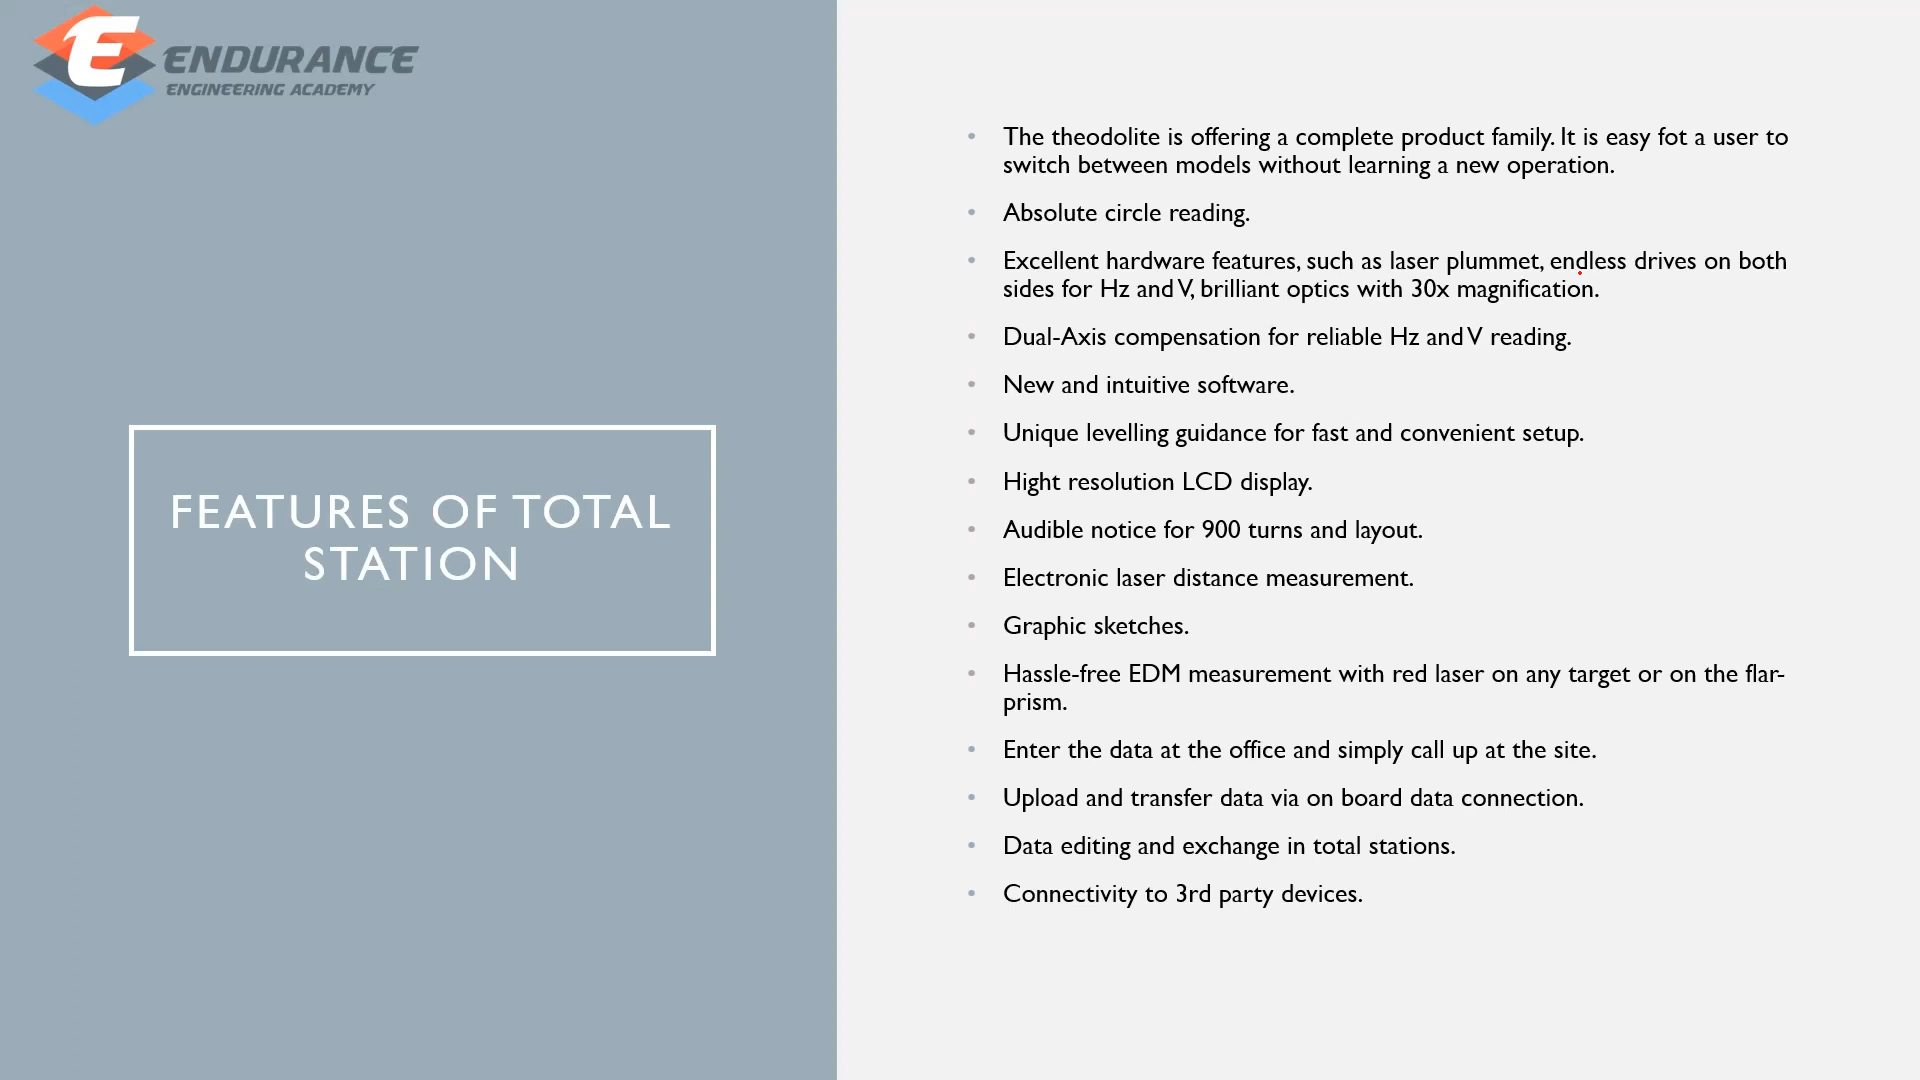 ENDURANCE
ENGINEERING ACADEMY
FEATURES OF TOTAL
STATION
• The theodolite is offering a complete product family. It is easy fot a user to
switch between models without learning a new operation.
• Absolute circle reading.
• Excellent hardware features, such as laser plummet, endless drives on both
sides for Hz and V, brilliant optics with 30x magnification.
• Dual-Axis compensation for reliable Hz and V reading.
• New and intuitive software.
• Unique levelling guidance for fast and convenient setup.
• Hight resolution LCD display.
• Audible notice for 900 turns and layout.
• Electronic laser distance measurement.
• Graphic sketches.
• Hassle-free EDM measurement with red laser on any target or on the flar-
prism.
• Enter the data at the office and simply call up at the site.
• Upload and transfer data via on board data connection.
• Data editing and exchange in total stations.
• Connectivity to 3rd party devices.